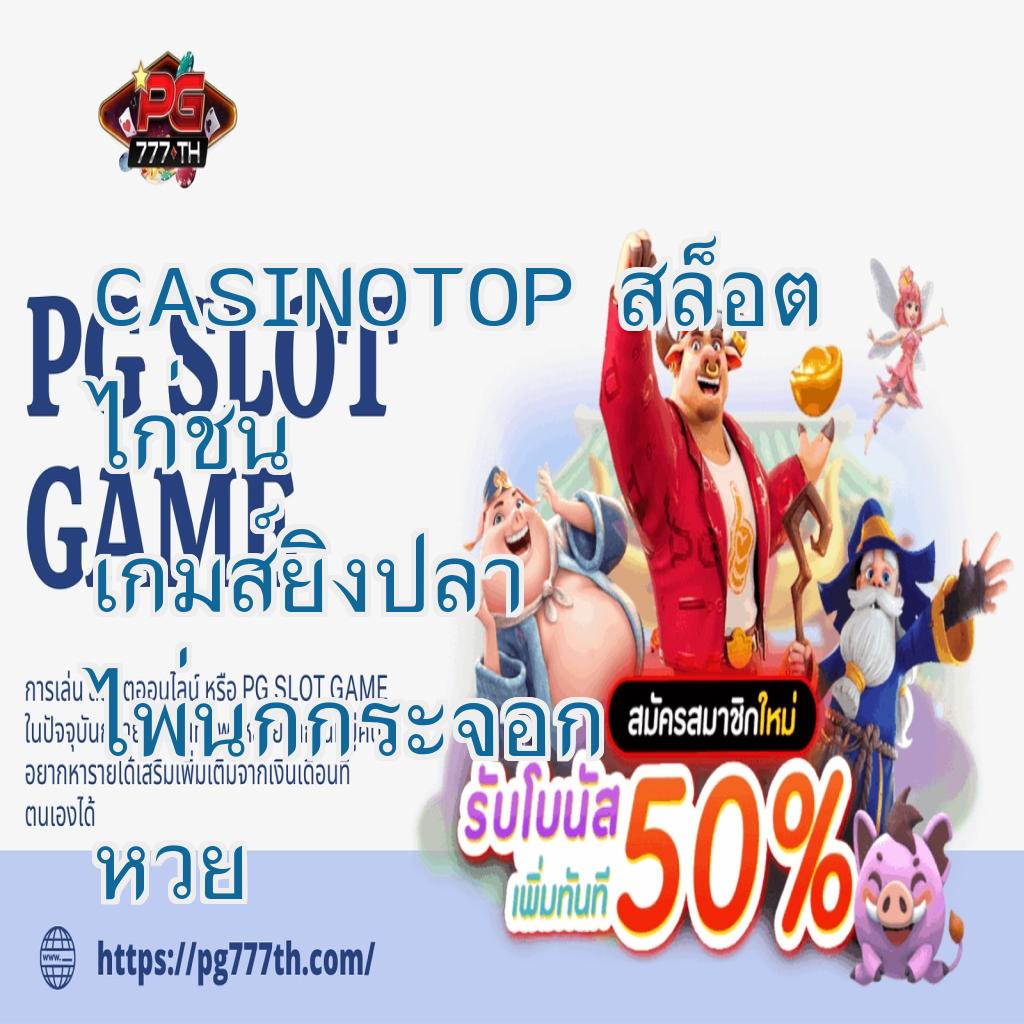 PG
777 TH
CASINOTOP สล็อต
PG SLOT
ไก่ชน
GAME
เกมส์ยิงปลา
การเล่น ตออนไลน์ หรือ PG SLOT GAME
ไพ่นกกระจอก
ในปัจจุบัน
อยากหารายได้เสริมเพิ่มเติมจากเงินเดือนที่
ตนเองได้
หวย
สมัครสมาชิกใหม่
รับโบนัส
เพิ่มทันที
50%
https://pg777th.com/